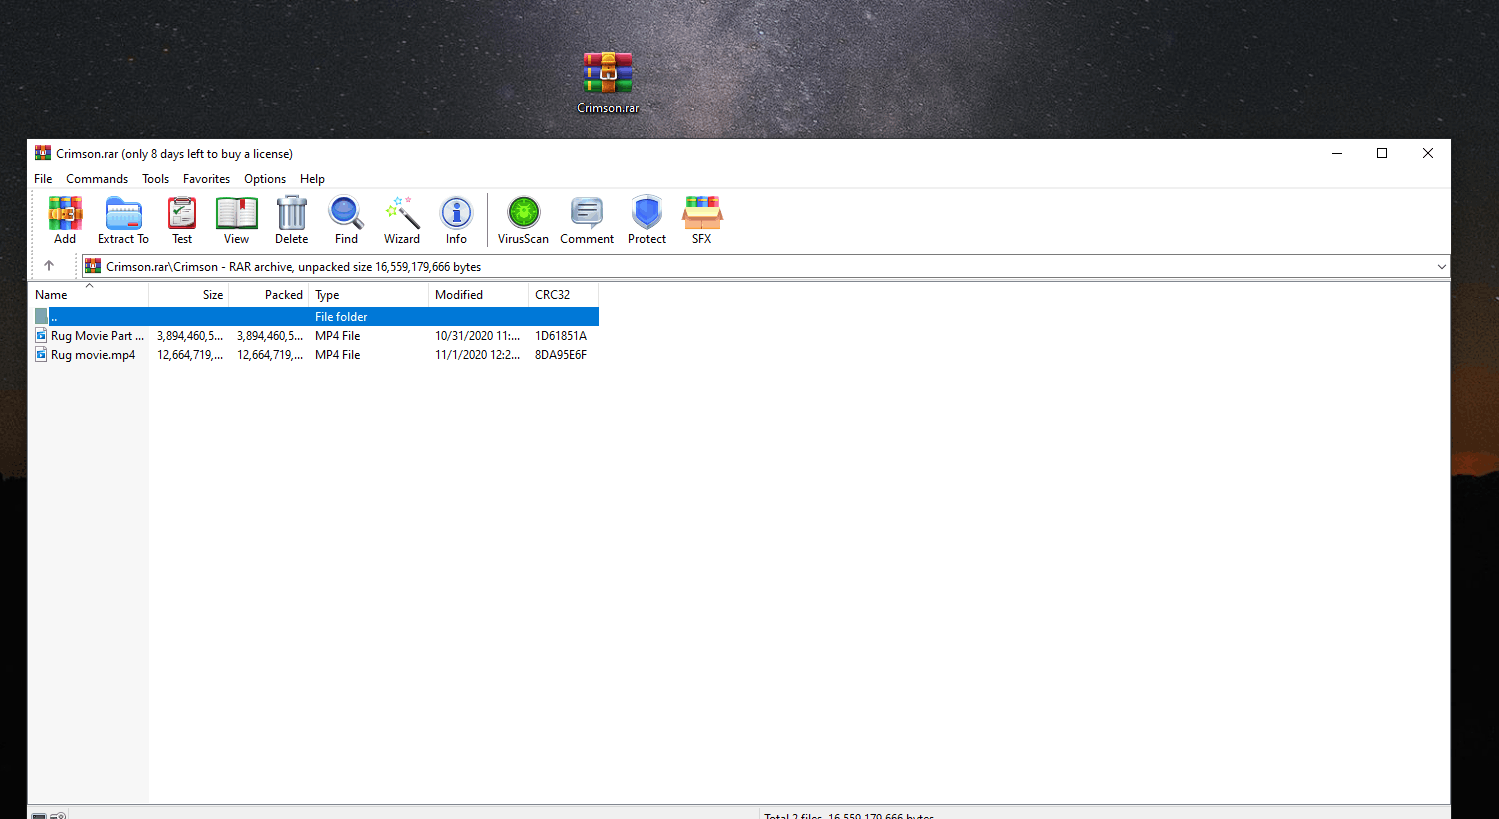 Crimson.rar
Crimson.rar (only 8 days left to buy a license)
File Commands Tools Favorites Options Help
Add Extract To Test View Delete Find Wizard Info VirusScan Comment Protect SFX
Crimson.rar\Crimson - RAR archive, unpacked size 16,559,179,666 bytes
Name Size Packed Type Modified CRC32
.. File folder
Rug Movie Part ... 3,894,460,5... 3,894,460,5... MP4 File 10/31/2020 11:... 1D61851A
Rug movie.mp4 12,664,719,... 12,664,719,... MP4 File 11/1/2020 12:2... 8DA95E6F
Total 2 files, 16,559,179,666 bytes